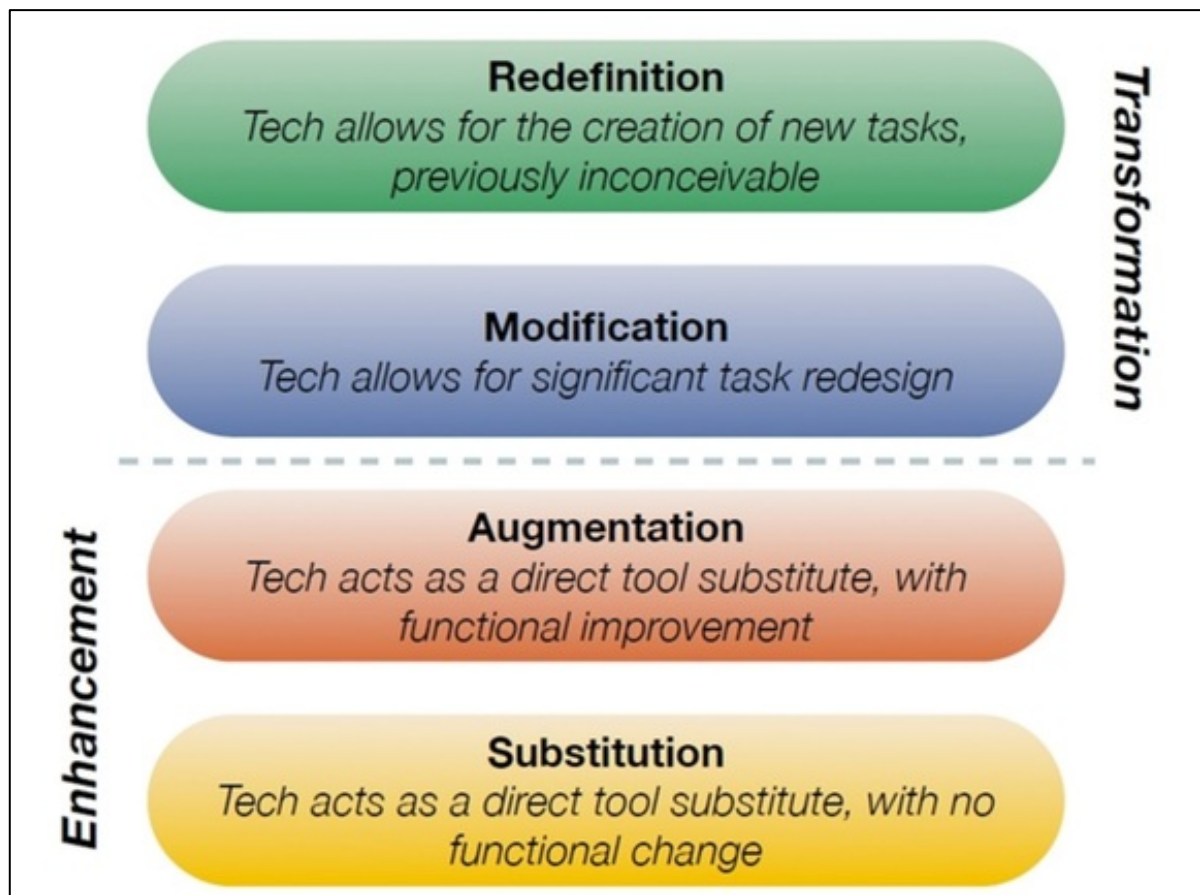 Redefinition
Tech allows for the creation of new tasks,
previously inconceivable
Transformation
Modification
Tech allows for significant task redesign
Augmentation
Tech acts as a direct tool substitute, with
functional improvement
Enhancement
Substitution
Tech acts as a direct tool substitute, with no
functional change